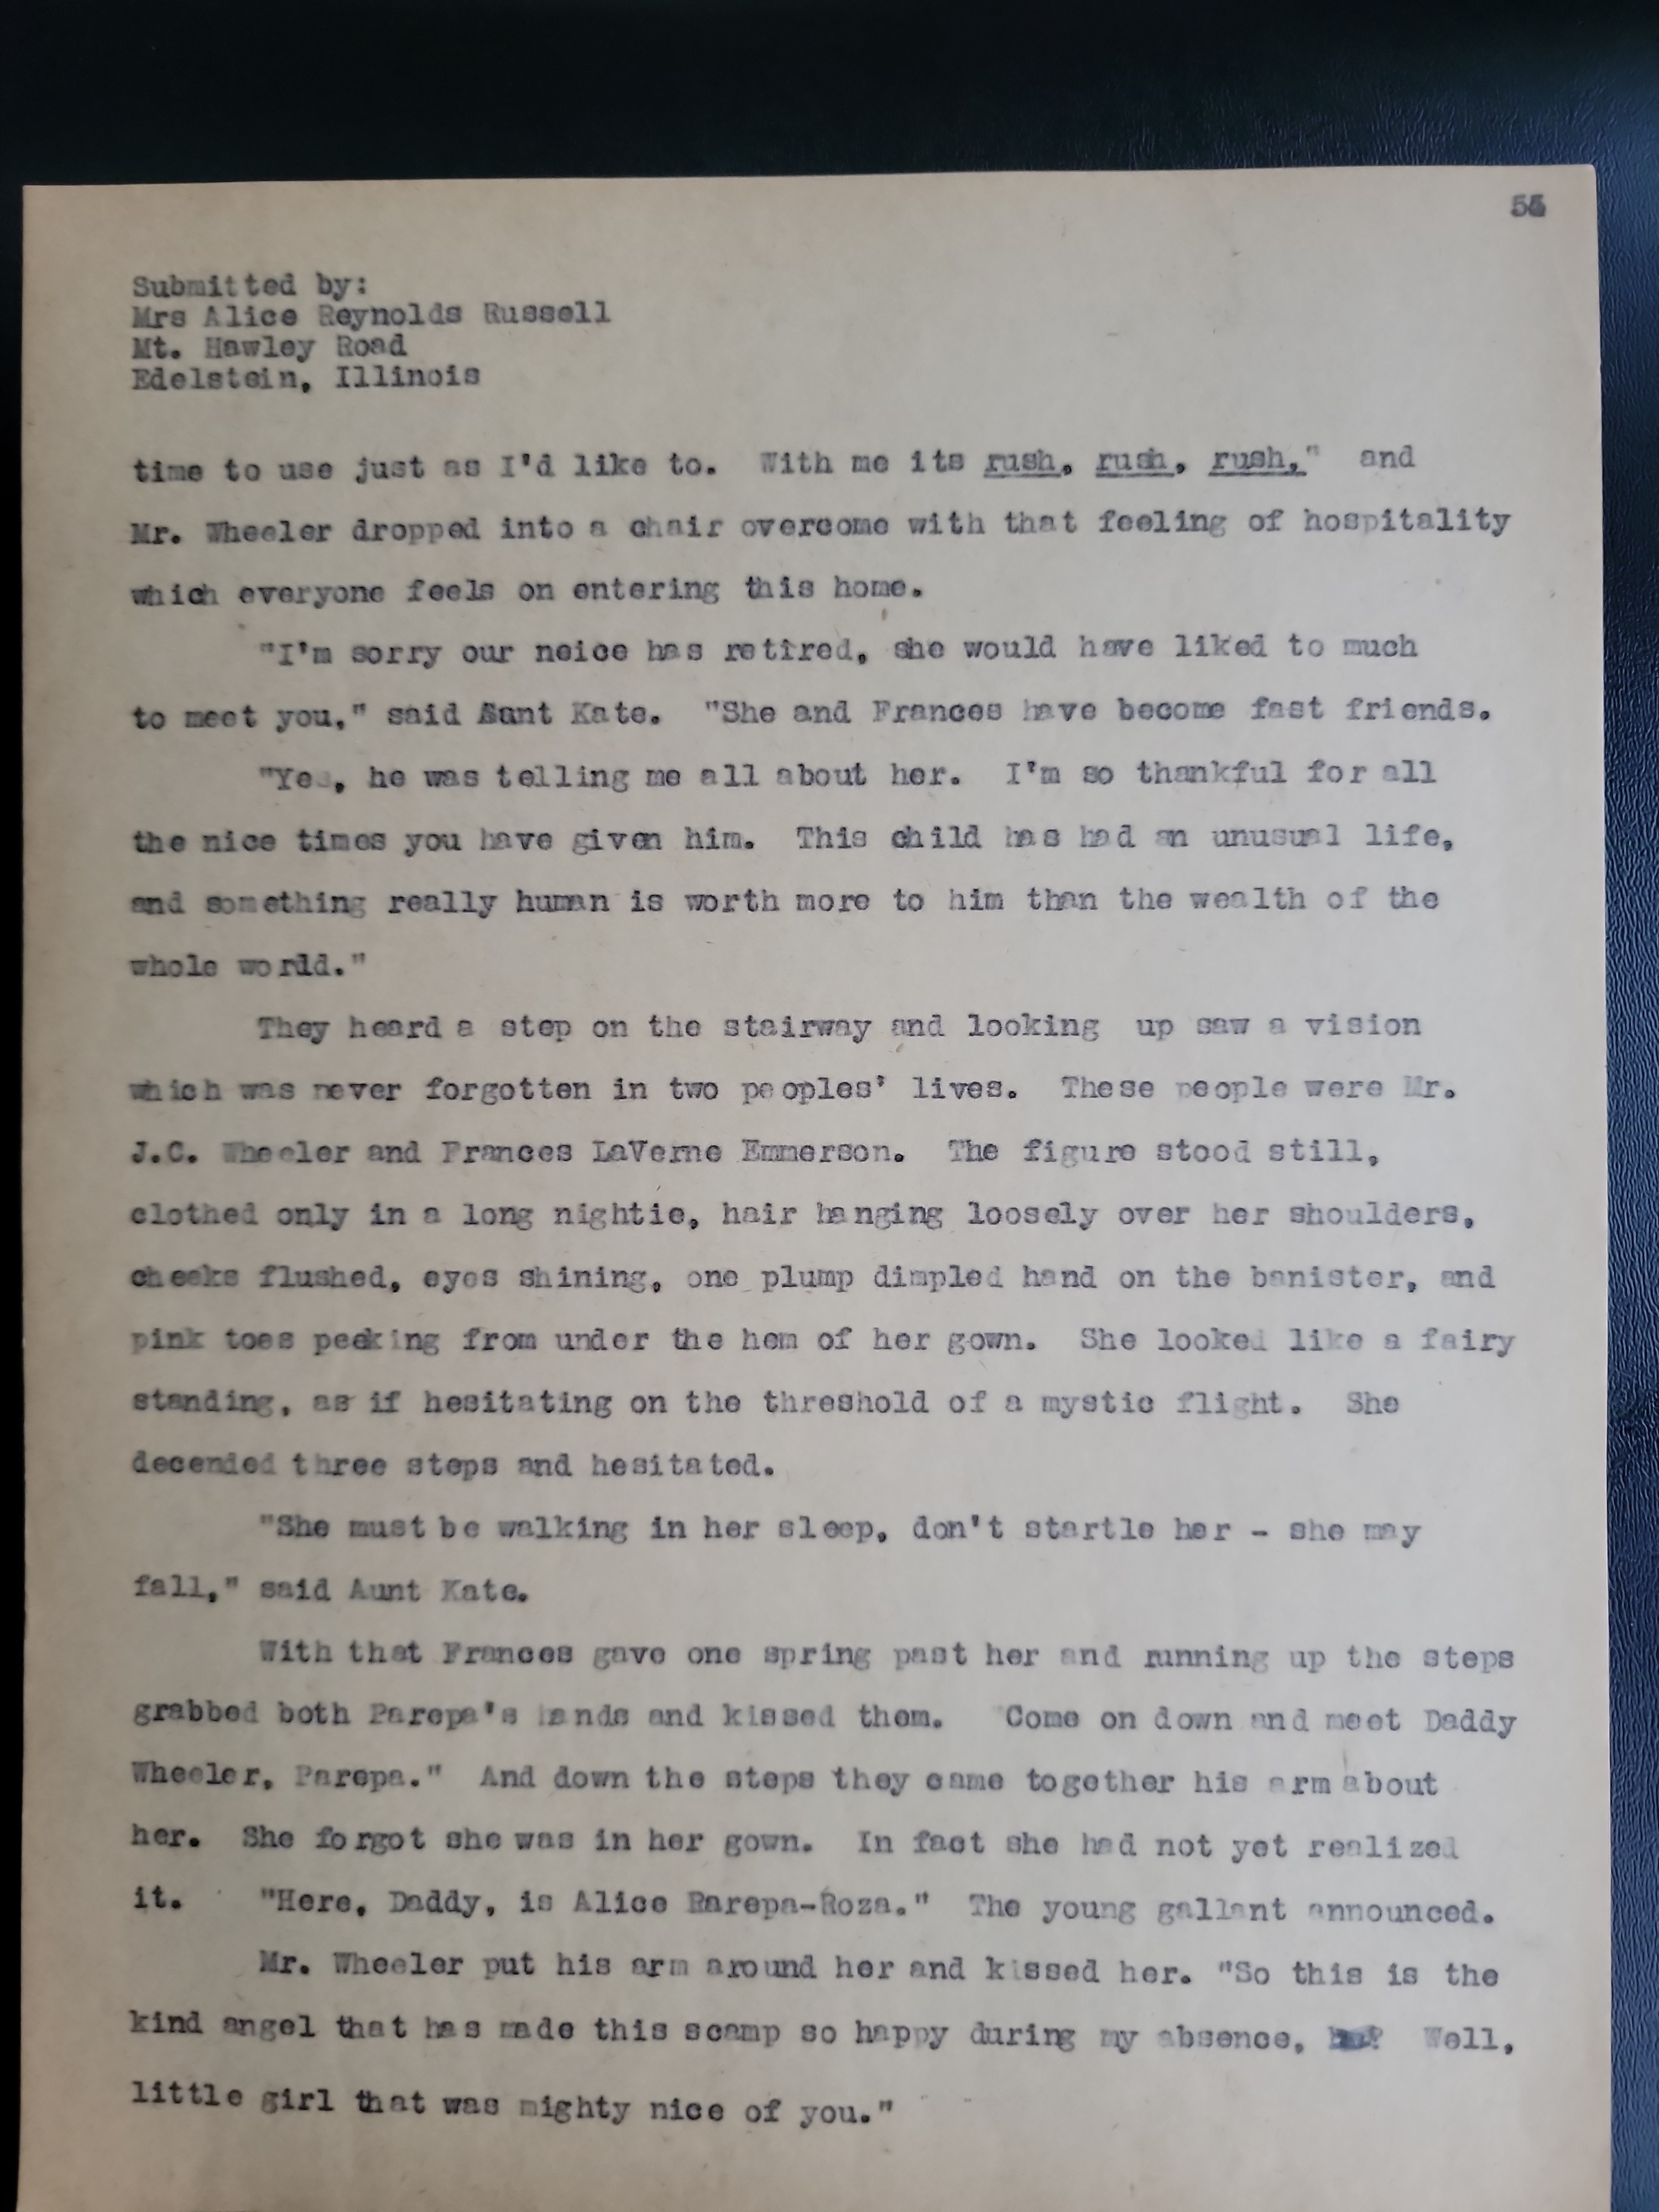 Submitted by:
Mrs Alice Reynolds Russell
Mt. Hawley Road
Edelstein, Illinois
time to use just as I'd like to.  With me its rush, rush, rush,"  and
Mr. Wheeler dropped into a chair overcome with that feeling of hospitality
which everyone feels on entering this home.
"I'm sorry our neice has retired, she would have liked to much
to meet you," said Aunt Kate.  "She and Frances have become fast friends.
"Yes, he was telling me all about her.  I'm so thankful for all
the nice times you have given him.  This child has had an unusual life,
and something really human is worth more to him than the wealth of the
whole world."
They heard a step on the stairway and looking  up saw a vision
which was never forgotten in two peoples' lives.  These people were Mr.
J.C. Wheeler and Frances LaVerne Emmerson.  The figure stood still,
clothed only in a long nightie, hair hanging loosely over her shoulders,
cheeks flushed, eyes shining, one plump dimpled hand on the banister, and
pink toes peeking from under the hem of her gown.  She looked like a fairy
standing, as if hesitating on the threshold of a mystic flight.  She
decended three steps and hesitated.
"She must be walking in her sleep, don't startle her - she may
fall," said Aunt Kate.
With that Frances gave one spring past her and running up the steps
grabbed both Parepa's hands and kissed them.  "Come on down and meet Daddy
Wheeler, Parepa."  And down the steps they came together his arm about
her.  She forgot she was in her gown.  In fact she had not yet realized
it.    "Here, Daddy, is Alice Parepa-Roza."  The young gallant announced.
Mr. Wheeler put his arm around her and kissed her. "So this is the
kind angel that has made this scamp so happy during my absence,  Well,
little girl that was mighty nice of you."